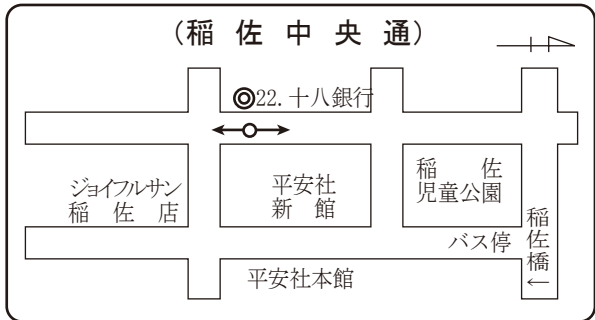 (稲佐中央通)
◎22.十八銀行
ジョイフルサン
稲佐店
平安社
新館
稲佐
児童公園
バス停
稲佐橋←
平安社本館